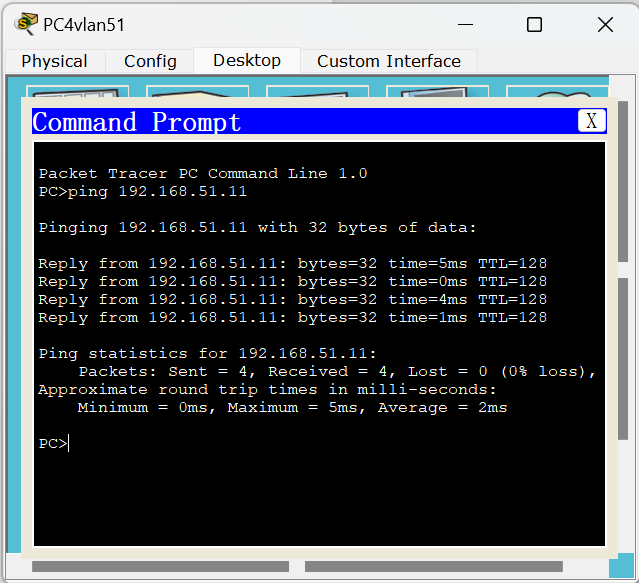 PC4vlan51
Physical Config Desktop Custom Interface
Command Prompt X
Packet Tracer PC Command Line 1.0
PC>ping 192.168.51.11
Pinging 192.168.51.11 with 32 bytes of data:
Reply from 192.168.51.11: bytes=32 time=5ms TTL=128
Reply from 192.168.51.11: bytes=32 time=0ms TTL=128
Reply from 192.168.51.11: bytes=32 time=4ms TTL=128
Reply from 192.168.51.11: bytes=32 time=1ms TTL=128
Ping statistics for 192.168.51.11:
    Packets: Sent = 4, Received = 4, Lost = 0 (0% loss),
Approximate round trip times in milli-seconds:
    Minimum = 0ms, Maximum = 5ms, Average = 2ms
PC>